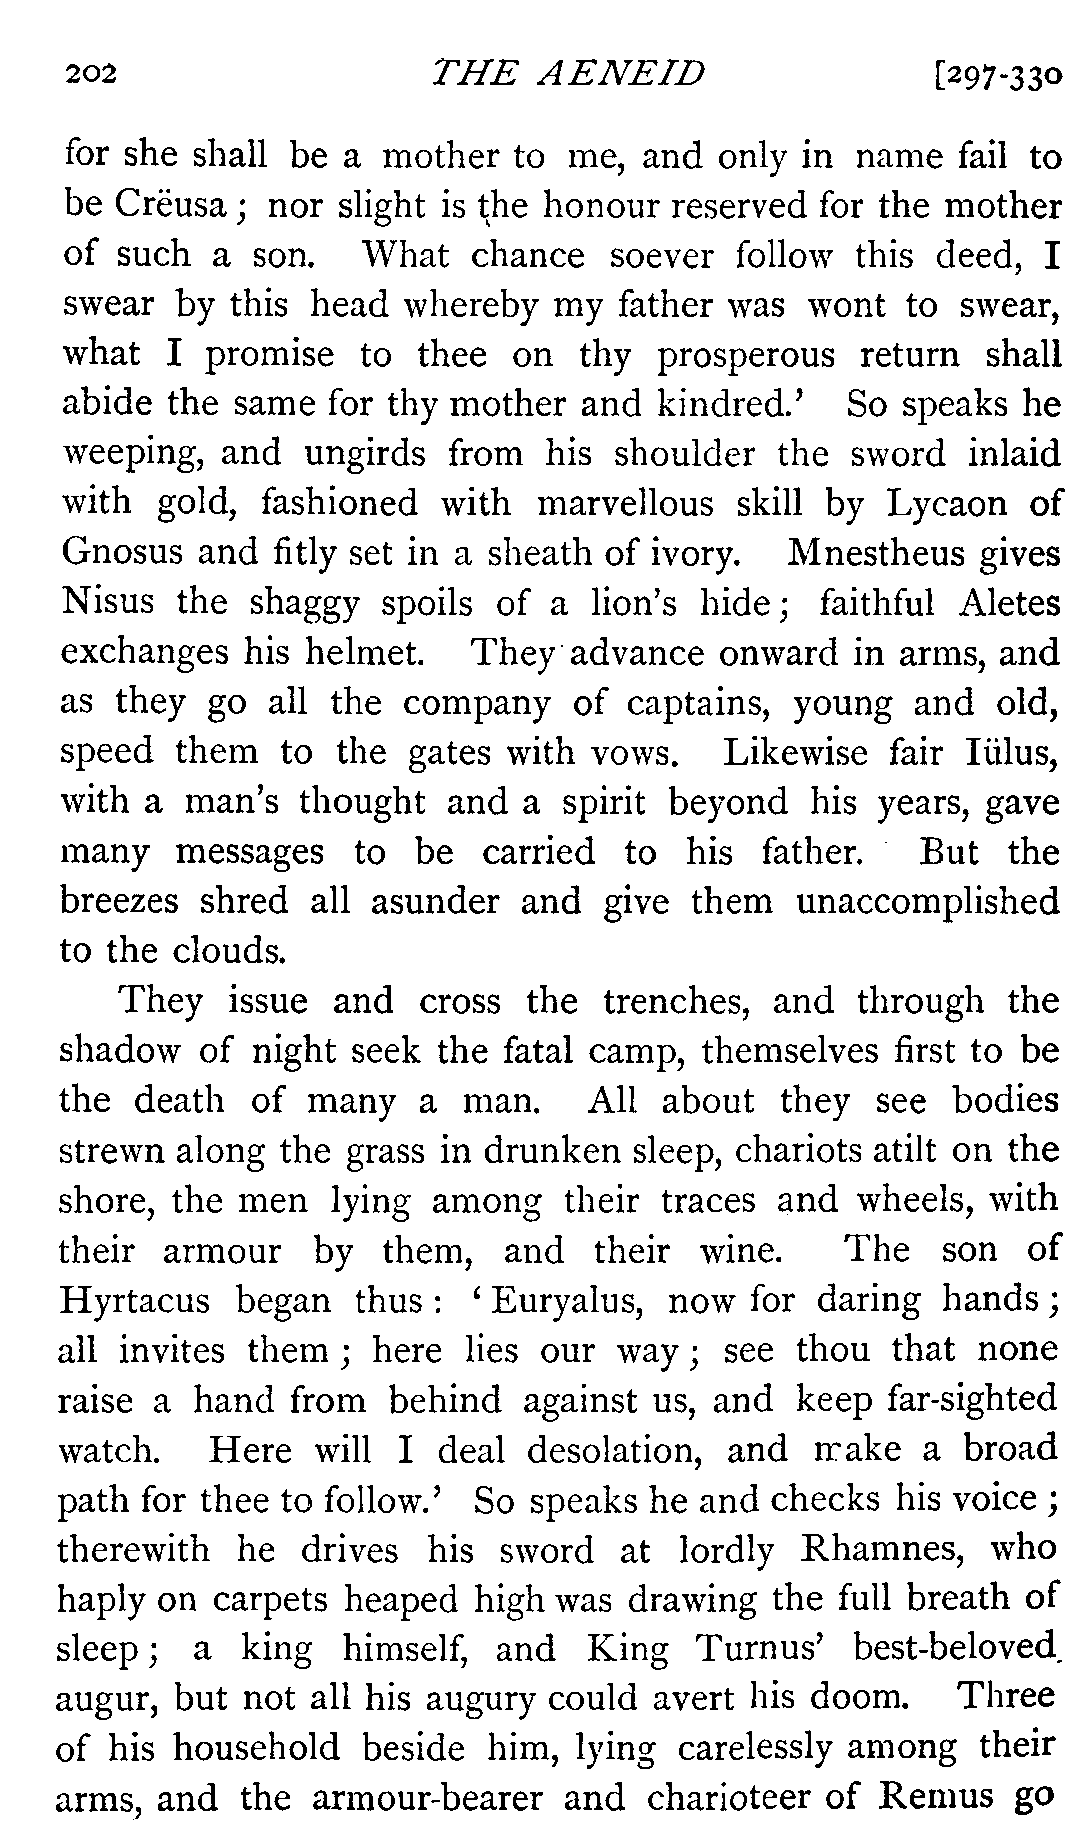 202 THE AENEID [297-330
for she shall be a mother to me, and only in name fail to
be Crëusa ; nor slight is the honour reserved for the mother
of such a son. What chance soever follow this deed, I
swear by this head whereby my father was wont to swear,
what I promise to thee on thy prosperous return shall
abide the same for thy mother and kindred.’ So speaks he
weeping, and ungirds from his shoulder the sword inlaid
with gold, fashioned with marvellous skill by Lycaon of
Gnosus and fitly set in a sheath of ivory. Mnestheus gives
Nisus the shaggy spoils of a lion’s hide ; faithful Aletes
exchanges his helmet. They advance onward in arms, and
as they go all the company of captains, young and old,
speed them to the gates with vows. Likewise fair Iülus,
with a man’s thought and a spirit beyond his years, gave
many messages to be carried to his father. But the
breezes shred all asunder and give them unaccomplished
to the clouds.
They issue and cross the trenches, and through the
shadow of night seek the fatal camp, themselves first to be
the death of many a man. All about they see bodies
strewn along the grass in drunken sleep, chariots atilt on the
shore, the men lying among their traces and wheels, with
their armour by them, and their wine. The son of
Hyrtacus began thus : ‘ Euryalus, now for daring hands ;
all invites them ; here lies our way ; see thou that none
raise a hand from behind against us, and keep far-sighted
watch. Here will I deal desolation, and make a broad
path for thee to follow.’ So speaks he and checks his voice ;
therewith he drives his sword at lordly Rhamnes, who
haply on carpets heaped high was drawing the full breath of
sleep ; a king himself, and King Turnus’ best-beloved
augur, but not all his augury could avert his doom. Three
of his household beside him, lying carelessly among their
arms, and the armour-bearer and charioteer of Remus go